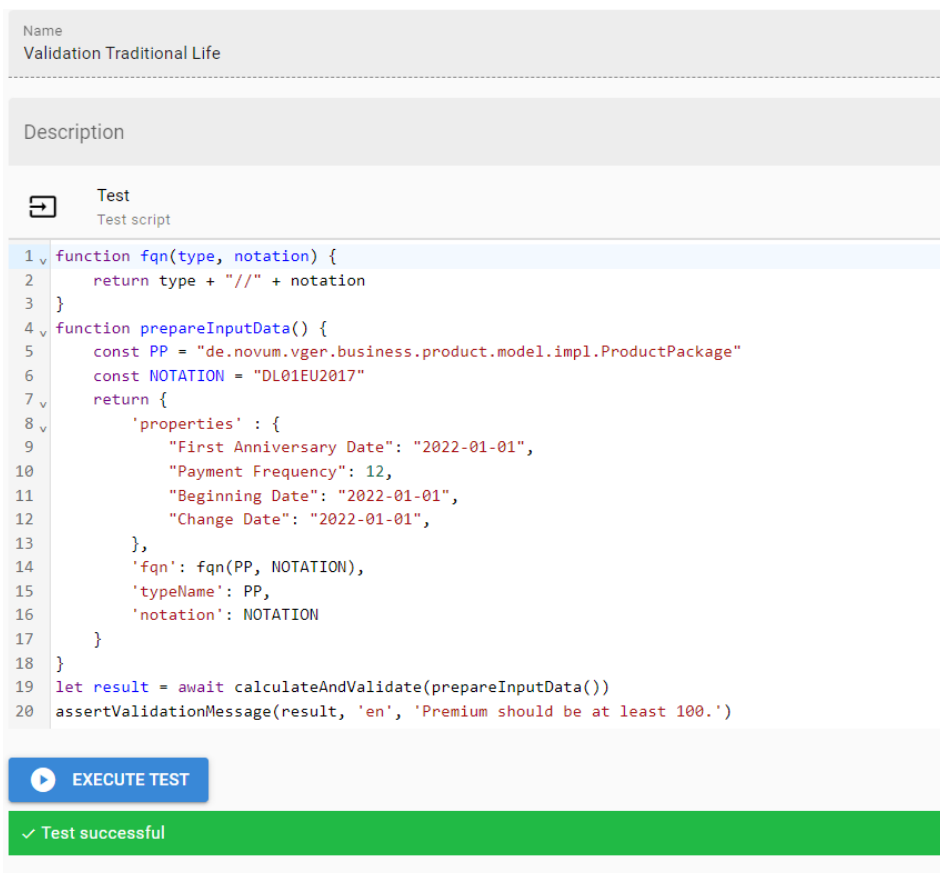 Name
Validation Traditional Life
Description
Test
Test script
1 function fqn(type, notation) {
2     return type + "//" + notation
3 }
4 function prepareInputData() {
5     const PP = "de.novum.vger.business.product.model.impl.ProductPackage"
6     const NOTATION = "DL01EU2017"
7     return {
8         'properties' : {
9             "First Anniversary Date": "2022-01-01",
10             "Payment Frequency": 12,
11             "Beginning Date": "2022-01-01",
12             "Change Date": "2022-01-01",
13         },
14         'fqn': fqn(PP, NOTATION),
15         'typeName': PP,
16         'notation': NOTATION
17     }
18 }
19 let result = await calculateAndValidate(prepareInputData())
20 assertValidationMessage(result, 'en', 'Premium should be at least 100.')
EXECUTE TEST
✓ Test successful